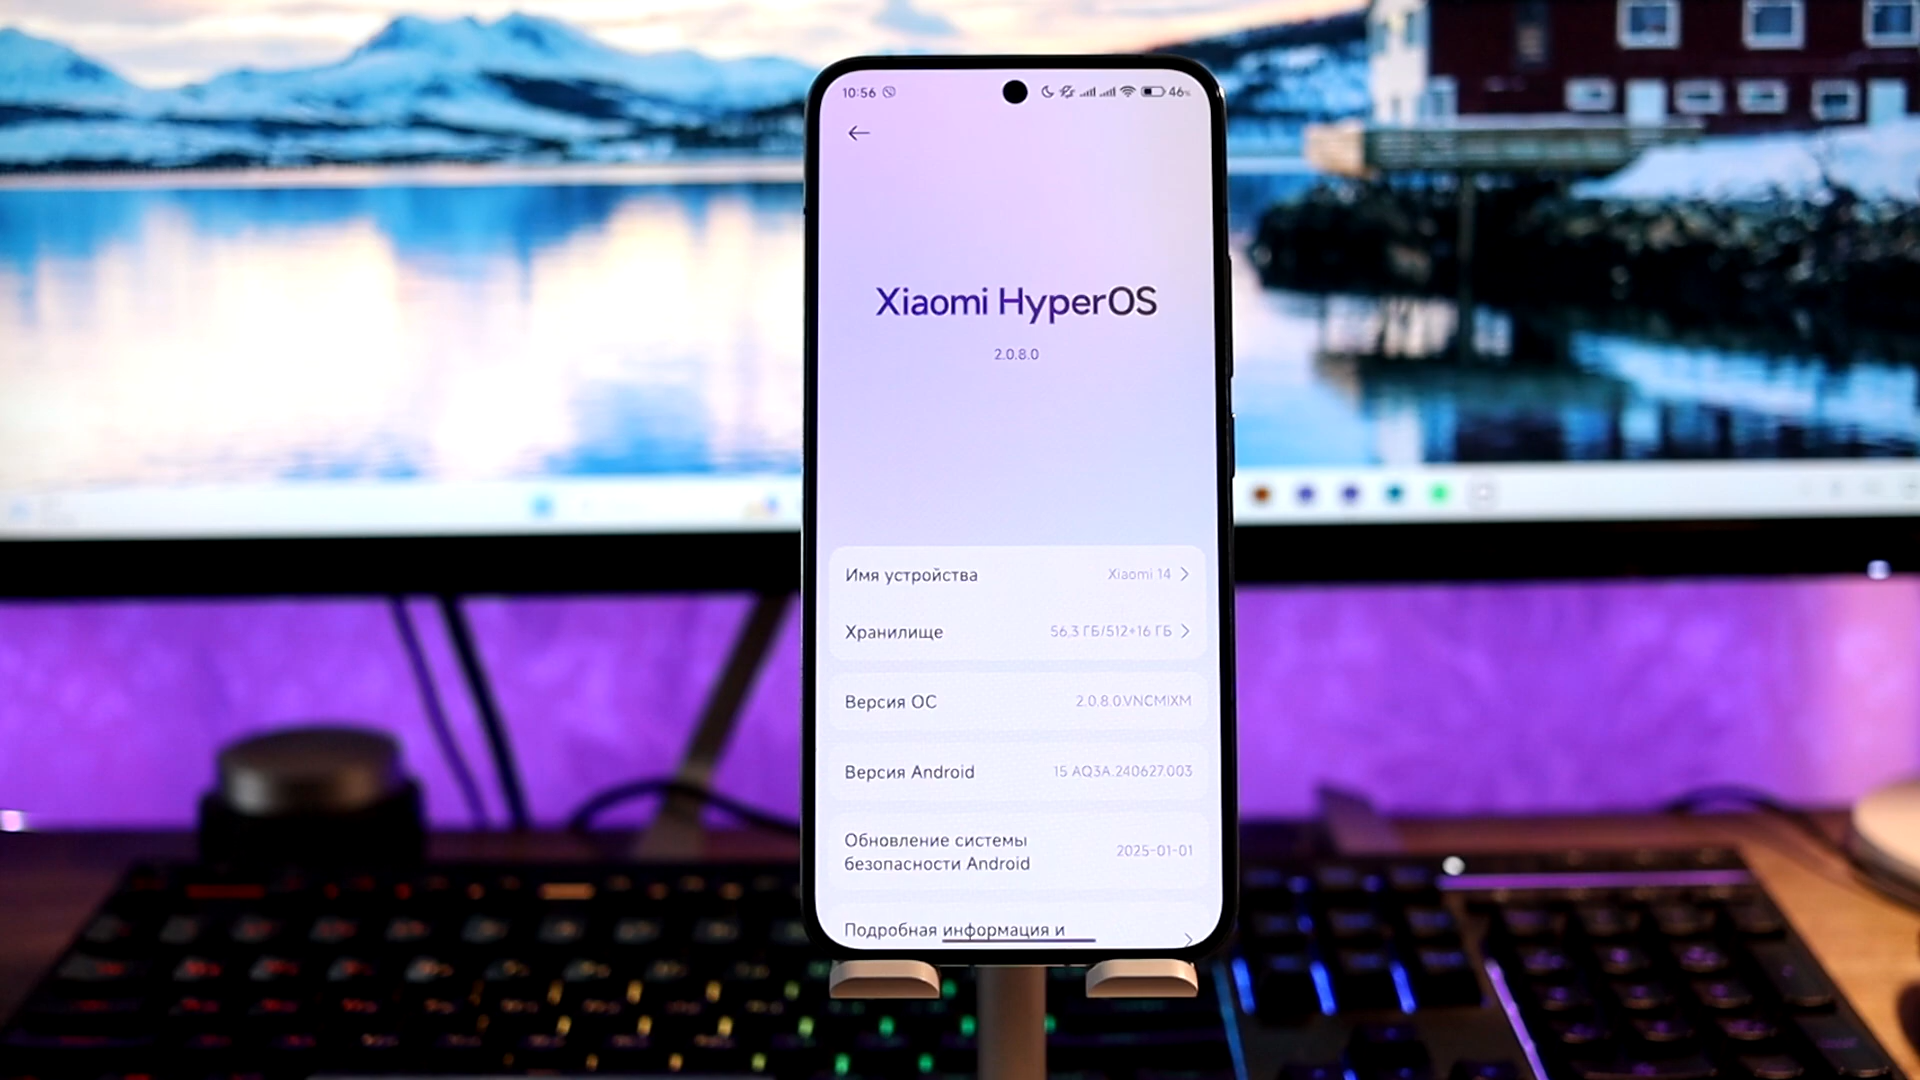 10:56 46%
Xiaomi HyperOS
2.0.8.0
Имя устройства Xiaomi 14
Хранилище 56.3 ГБ/512+16 ГБ
Версия ОС 2.0.8.0.VNCMIXM
Версия Android 15 AQ3A.240627.003
Обновление системы
безопасности Android 2025-01-01
Подробная информация и